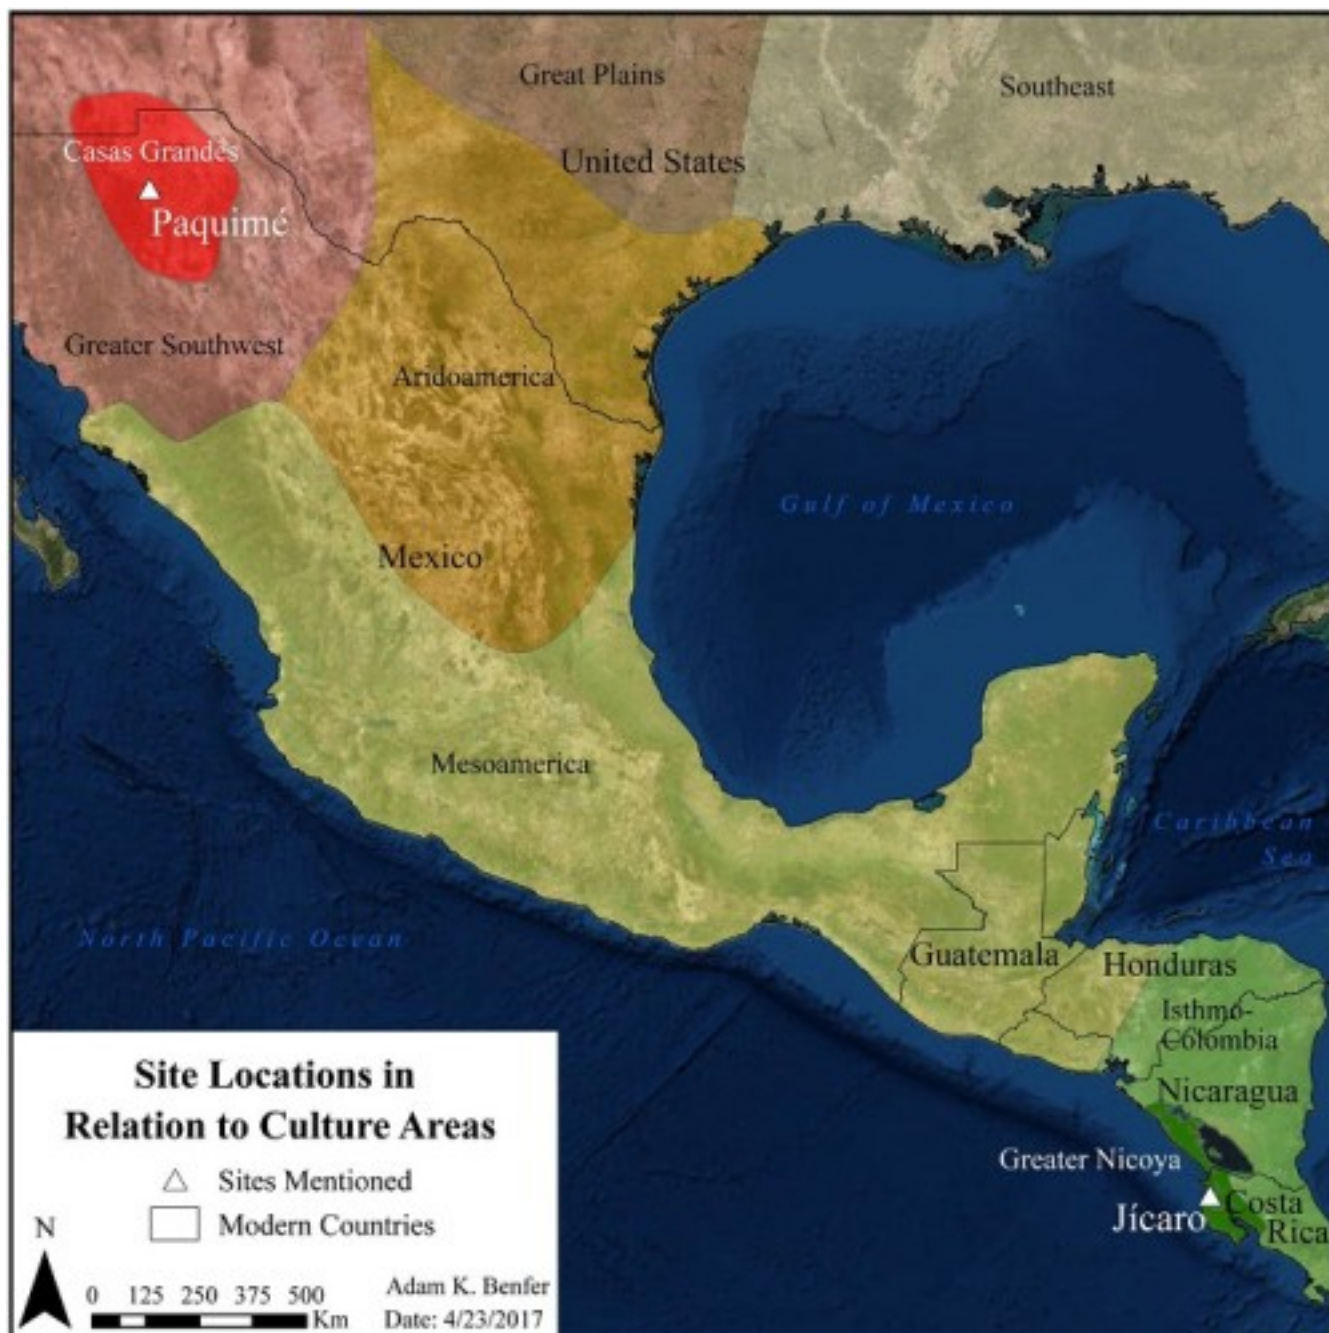 Great Plains
Southeast
United States
Casas Grandes
Paquimé
Greater Southwest
Aridoamerica
Gulf of Mexico
Mexico
Mesoamerica
Caribbean
Sea
North Pacific Ocean
Guatemala
Honduras
Isthmo-
Colombia
Nicaragua
Greater Nicoya
Jícaro
Costa
Rica
Site Locations in
Relation to Culture Areas
Sites Mentioned
Modern Countries
N
0 125 250 375 500
Km
Adam K. Benfer
Date: 4/23/2017